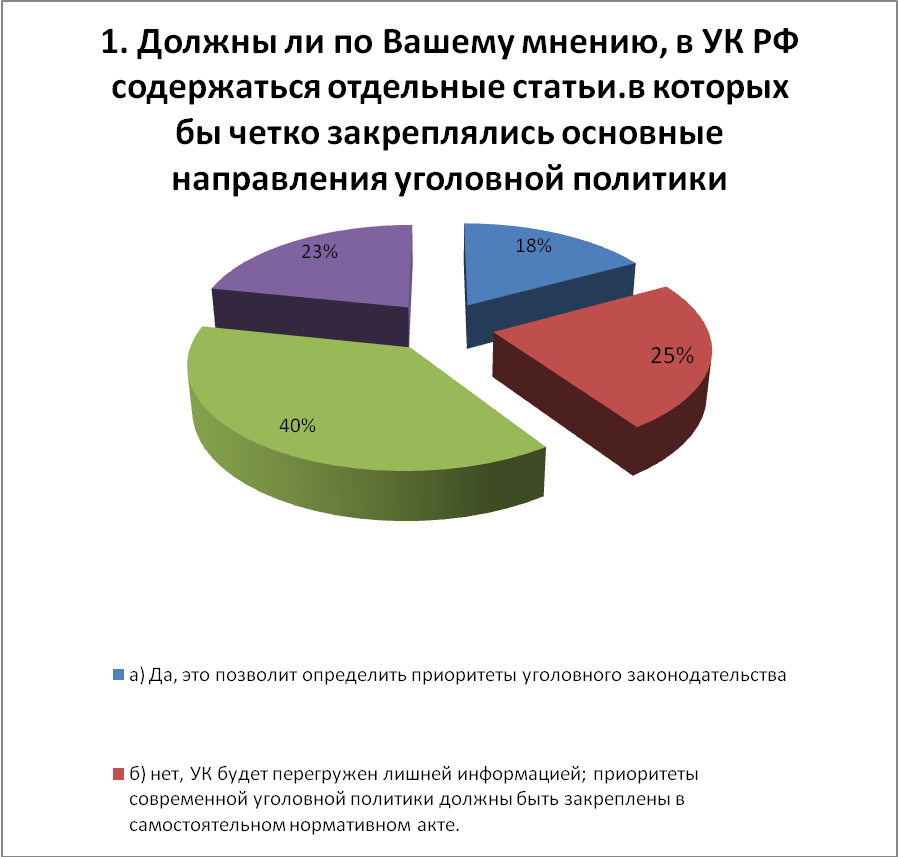 1. Должны ли по Вашему мнению, в УК РФ
содержаться отдельные статьи.в которых
бы четко закреплялись основные
направления уголовной политики
23%
18%
25%
40%
а) Да, это позволит определить приоритеты уголовного законодательства
б) нет, УК будет перегружен лишней информацией; приоритеты
современной уголовной политики должны быть закреплены в
самостоятельном нормативном акте.